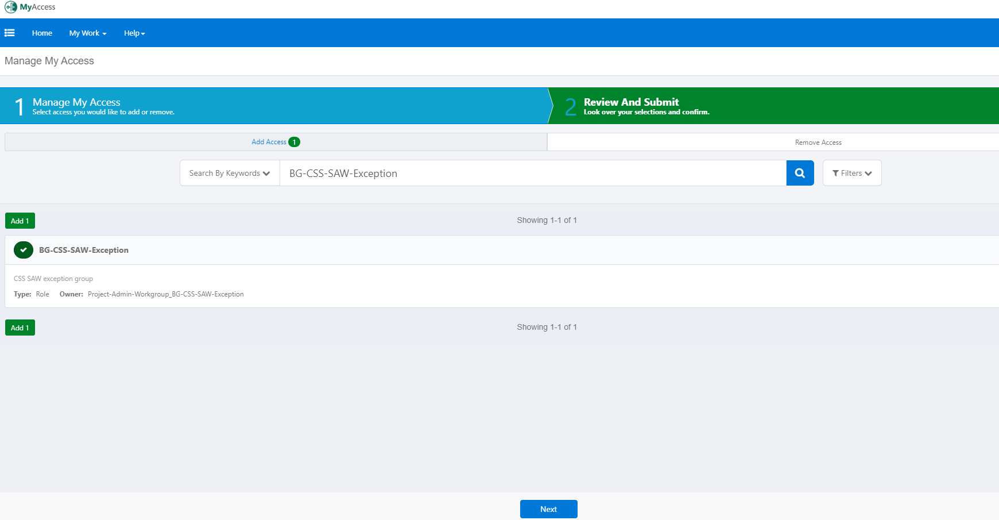 MyAccess
Home My Work Help
Manage My Access
1 Manage My Access
Select access you would like to add or remove.
2 Review And Submit
Look over your selections and confirm.
Add Access 1
Remove Access
Search By Keywords BG-CSS-SAW-Exception Filters
Add 1 Showing 1-1 of 1
BG-CSS-SAW-Exception
CSS SAW exception group
Type: Role Owner: Project-Admin-Workgroup_BG-CSS-SAW-Exception
Add 1 Showing 1-1 of 1
Next